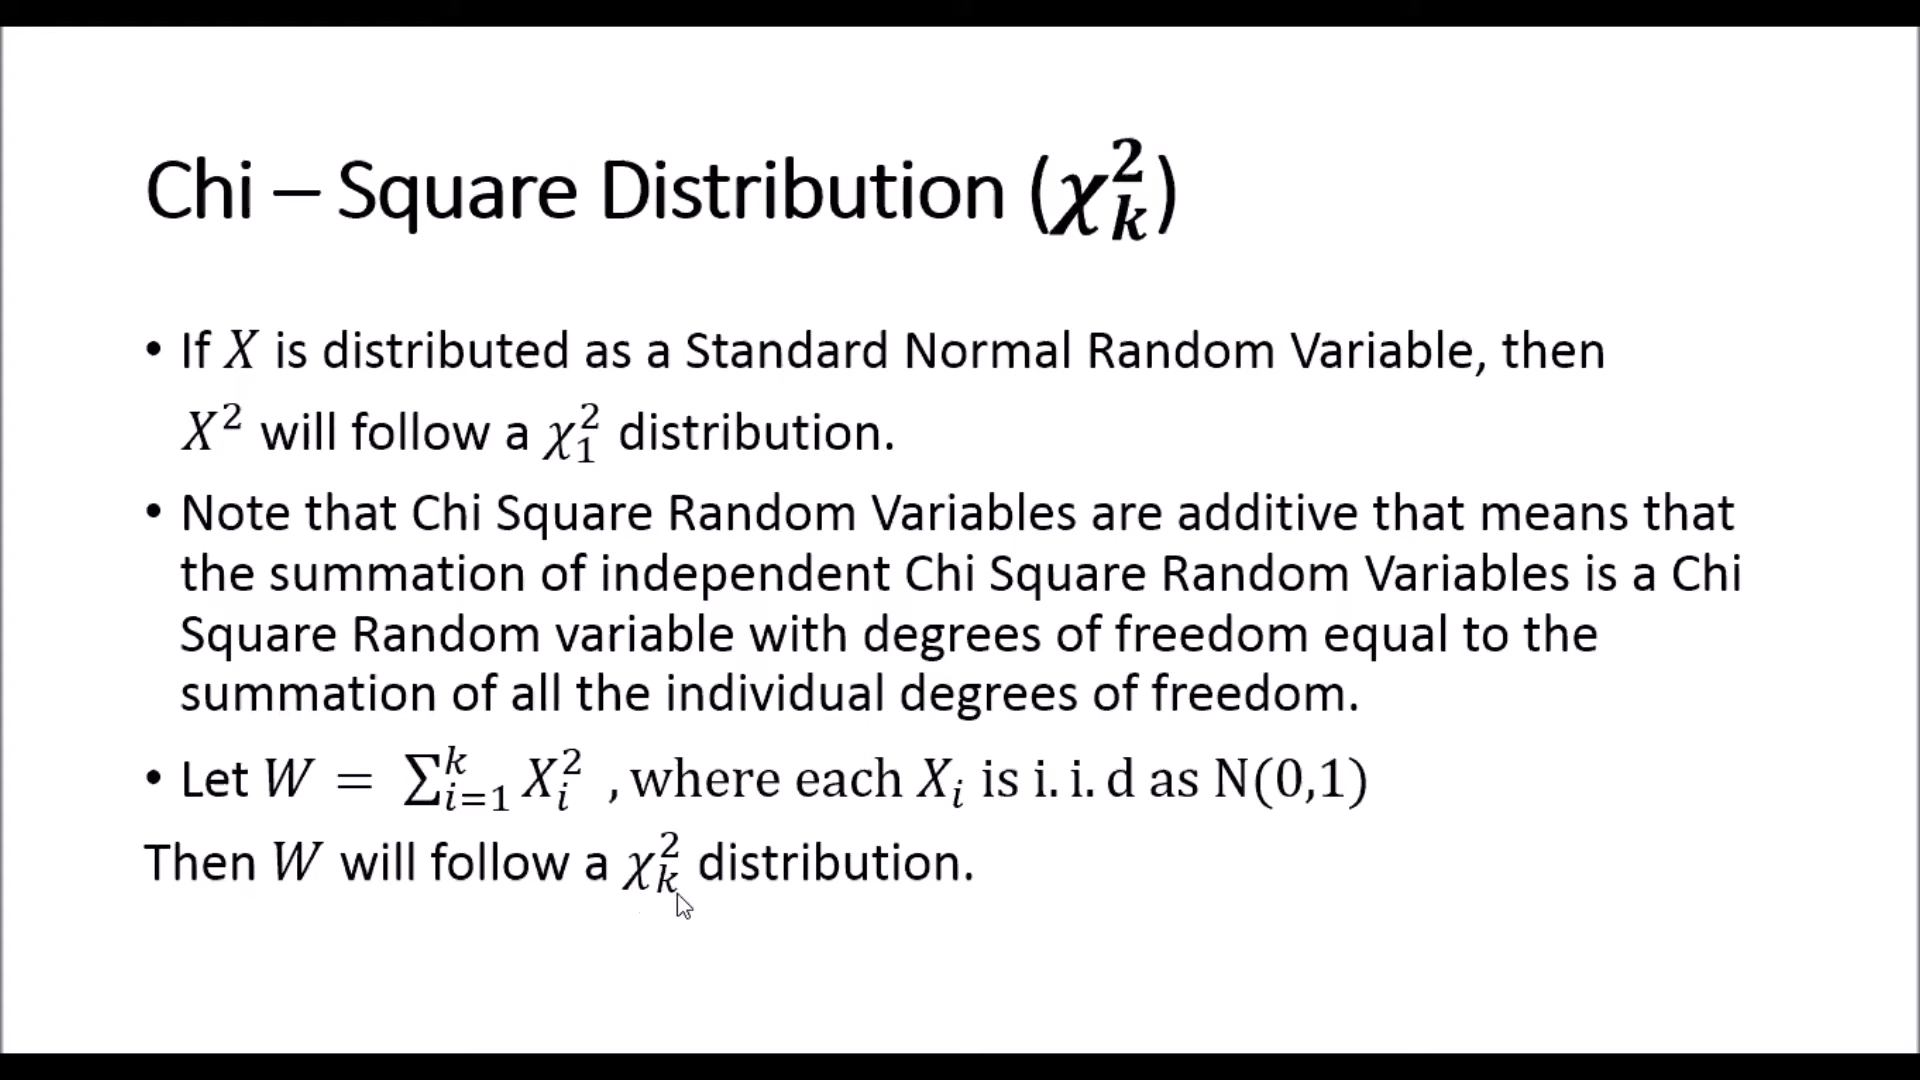 Chi – Square Distribution (χ²ₖ)
• If X is distributed as a Standard Normal Random Variable, then
X² will follow a χ²₁ distribution.
• Note that Chi Square Random Variables are additive that means that
the summation of independent Chi Square Random Variables is a Chi
Square Random variable with degrees of freedom equal to the
summation of all the individual degrees of freedom.
• Let W = ∑ᵏᵢ₌₁ Xᵢ² , where each Xᵢ is i. i. d as N(0,1)
Then W will follow a χ²ₖ distribution.